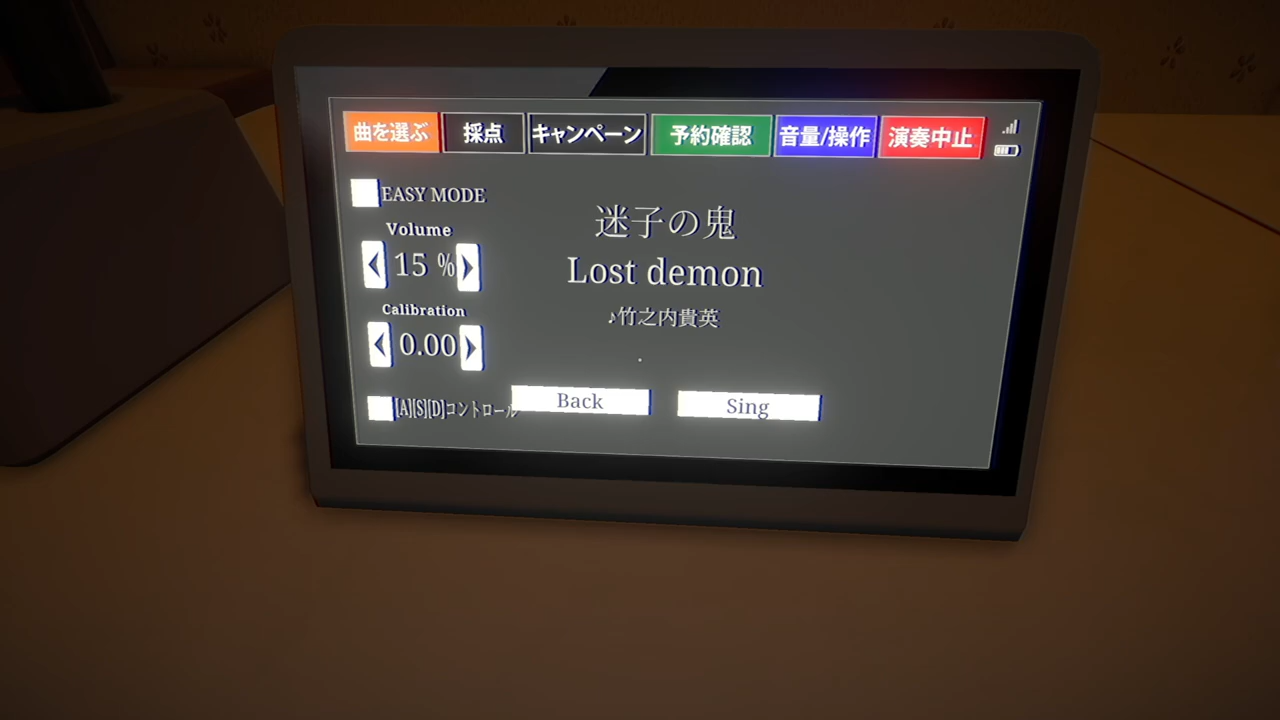 曲を選ぶ 採点 キャンペーン 予約確認 音量/操作 演奏中止
EASY MODE
Volume
15 %
Calibration
0.00
[A][S][D]コントロール
迷子の鬼
Lost demon
♪竹之内貴英
Back Sing